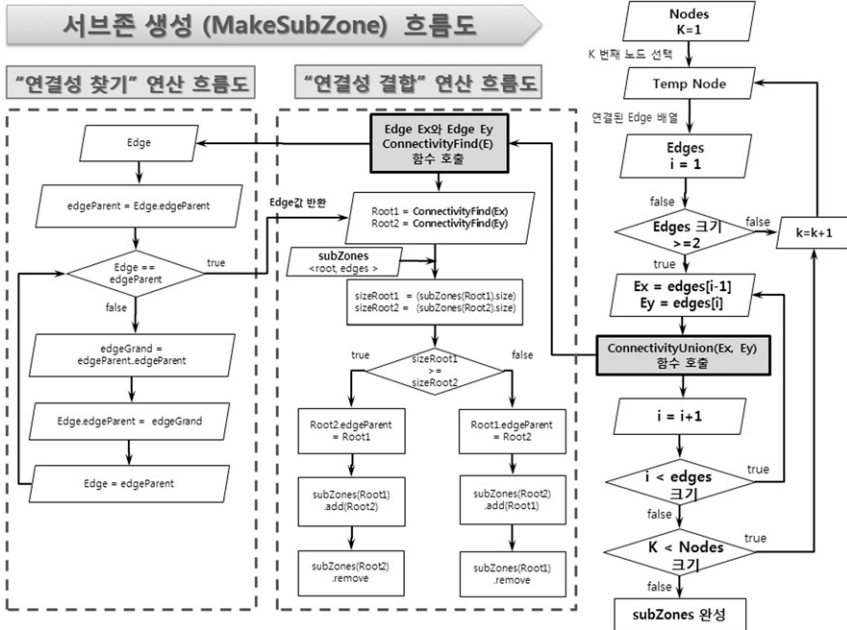 서브존 생성 (MakeSubZone) 흐름도
“연결성 찾기” 연산 흐름도
Edge
edgeParent = Edge.edgeParent
Edge ==
edgeParent
true
false
edgeGrand =
edgeParent.edgeParent
Edge.edgeParent = edgeGrand
Edge = edgeParent
“연결성 결합” 연산 흐름도
Edge Ex와 Edge Ey
ConnectivityFind(E)
함수 호출
Edge값 반환
Root1 = ConnectivityFind(Ex)
Root2 = ConnectivityFind(Ey)
subZones
<root, edges >
sizeRoot1 = (subZones(Root1).size)
sizeRoot2 = (subZones(Root2).size)
true
false
sizeRoot1
>=
sizeRoot2
Root2.edgeParent
= Root1
Root1.edgeParent
= Root2
subZones(Root1)
.add(Root2)
subZones(Root2)
.add(Root1)
subZones(Root2)
.remove
subZones(Root1)
.remove
Nodes
K=1
K 번째 노드 선택
Temp Node
연결된 Edge 배열
Edges
i = 1
false
Edges 크기
>=2
false
k=k+1
true
Ex = edges[i-1]
Ey = edges[i]
ConnectivityUnion(Ex, Ey)
함수 호출
i = i+1
i < edges
크기
true
false
K < Nodes
크기
true
false
subZones 완성